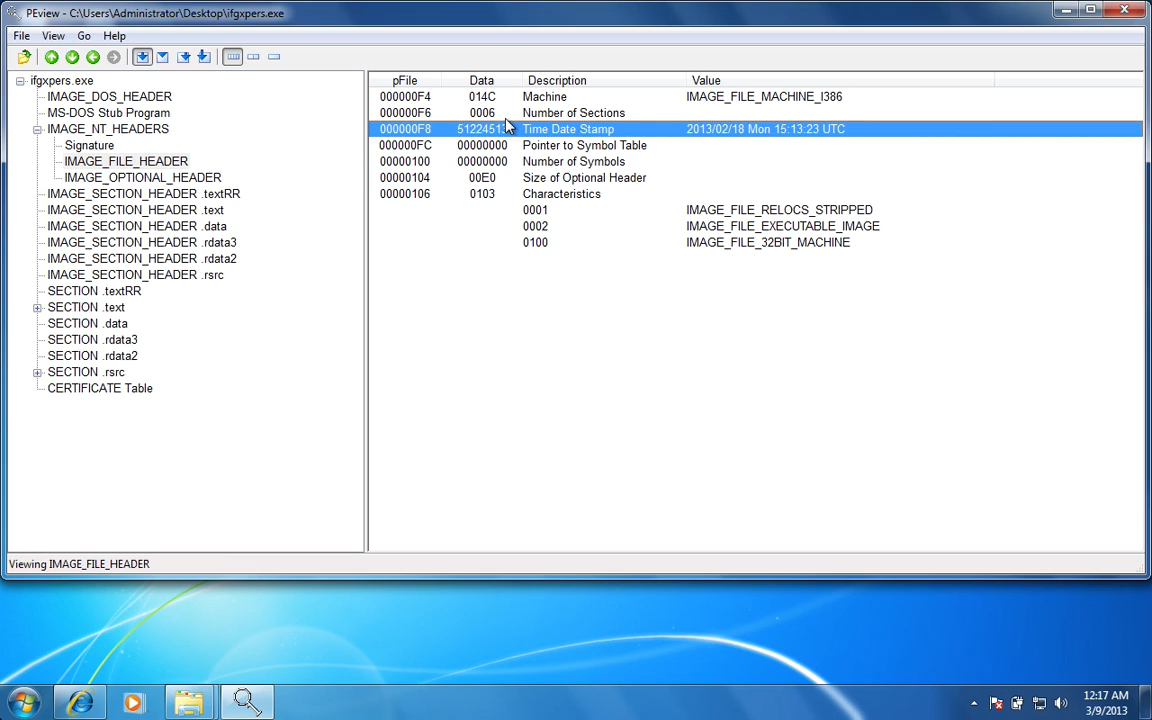 PEview - C:\Users\Administrator\Desktop\ifgxpers.exe
File View Go Help
ifgxpers.exe
IMAGE_DOS_HEADER
MS-DOS Stub Program
IMAGE_NT_HEADERS
Signature
IMAGE_FILE_HEADER
IMAGE_OPTIONAL_HEADER
IMAGE_SECTION_HEADER .textRR
IMAGE_SECTION_HEADER .text
IMAGE_SECTION_HEADER .data
IMAGE_SECTION_HEADER .rdata3
IMAGE_SECTION_HEADER .rdata2
IMAGE_SECTION_HEADER .rsrc
SECTION .textRR
SECTION .text
SECTION .data
SECTION .rdata3
SECTION .rdata2
SECTION .rsrc
CERTIFICATE Table
pFile Data Description Value
000000F4 014C Machine IMAGE_FILE_MACHINE_I386
000000F6 0006 Number of Sections
000000F8 Time Date Stamp 2013/02/18 Mon 15:13:23 UTC
000000FC 00000000 Pointer to Symbol Table
00000100 00000000 Number of Symbols
00000104 00E0 Size of Optional Header
00000106 0103 Characteristics
0001 IMAGE_FILE_RELOCS_STRIPPED
0002 IMAGE_FILE_EXECUTABLE_IMAGE
0100 IMAGE_FILE_32BIT_MACHINE
Viewing IMAGE_FILE_HEADER
12:17 AM
3/9/2013